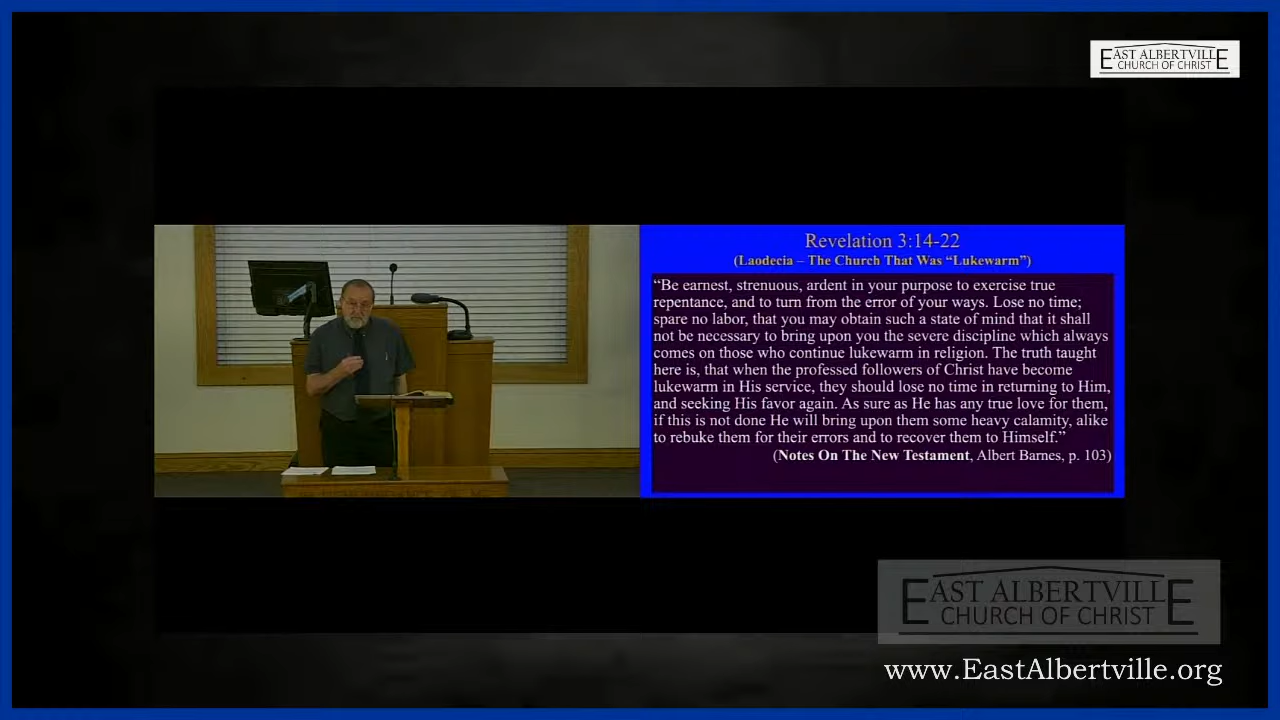 EAST ALBERTVILLE
CHURCH OF CHRIST
Revelation 3:14-22
(Laodecia – The Church That Was “Lukewarm”)
“Be earnest, strenuous, ardent in your purpose to exercise true
repentance, and to turn from the error of your ways. Lose no time;
spare no labor, that you may obtain such a state of mind that it shall
not be necessary to bring upon you the severe discipline which always
comes on those who continue lukewarm in religion. The truth taught
here is, that when the professed followers of Christ have become
lukewarm in His service, they should lose no time in returning to Him,
and seeking His favor again. As sure as He has any true love for them,
if this is not done He will bring upon them some heavy calamity, alike
to rebuke them for their errors and to recover them to Himself.”
(Notes On The New Testament, Albert Barnes, p. 103)
EAST ALBERTVILLE
CHURCH OF CHRIST
www.EastAlbertville.org